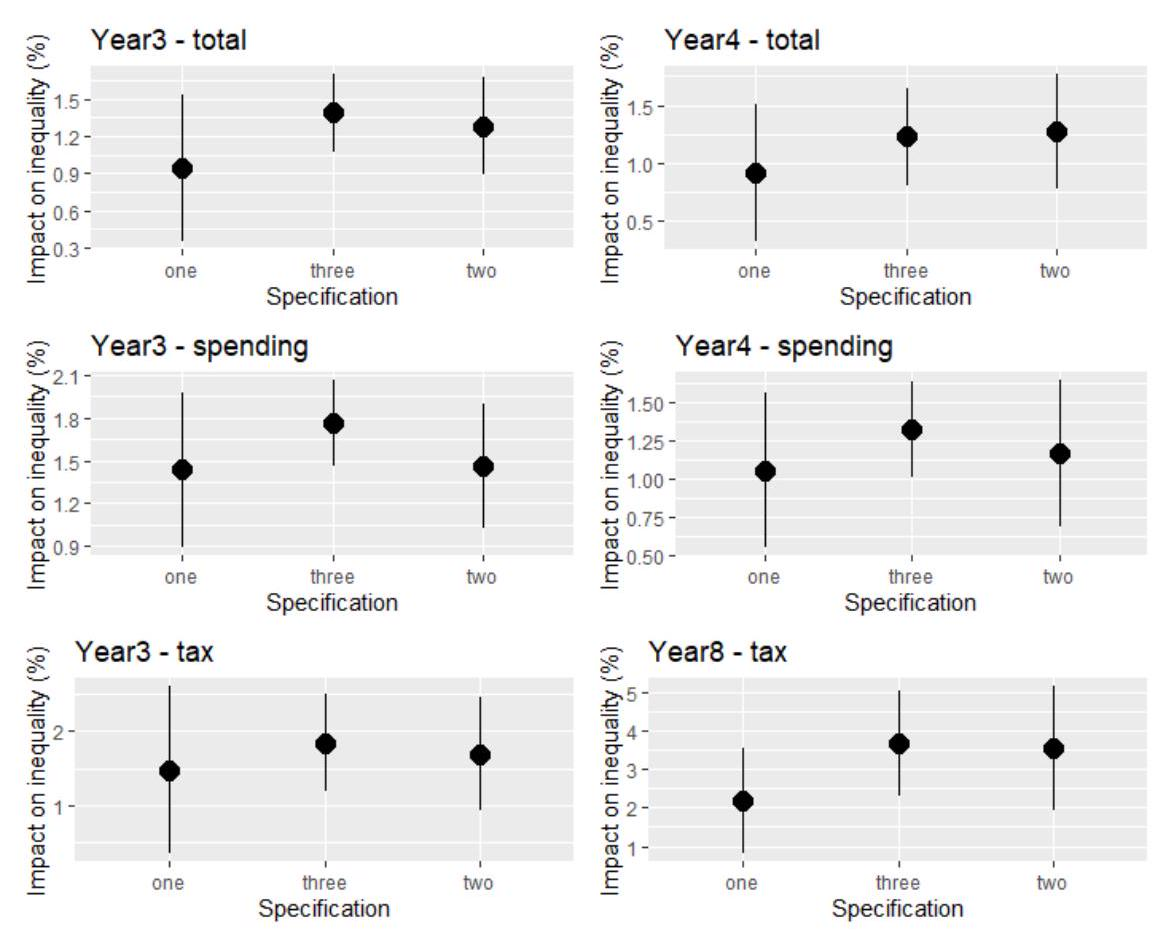 Year3 - total
Impact on inequality (%)
1.5
1.2
0.9
0.6
0.3
one three two
Specification
Year4 - total
Impact on inequality (%)
1.5
1.0
0.5
one three two
Specification
Year3 - spending
Impact on inequality (%)
2.1
1.8
1.5
1.2
0.9
one three two
Specification
Year4 - spending
Impact on inequality (%)
1.50
1.25
1.00
0.75
0.50
one three two
Specification
Year3 - tax
Impact on inequality (%)
2
1
one three two
Specification
Year8 - tax
Impact on inequality (%)
5
4
3
2
1
one three two
Specification